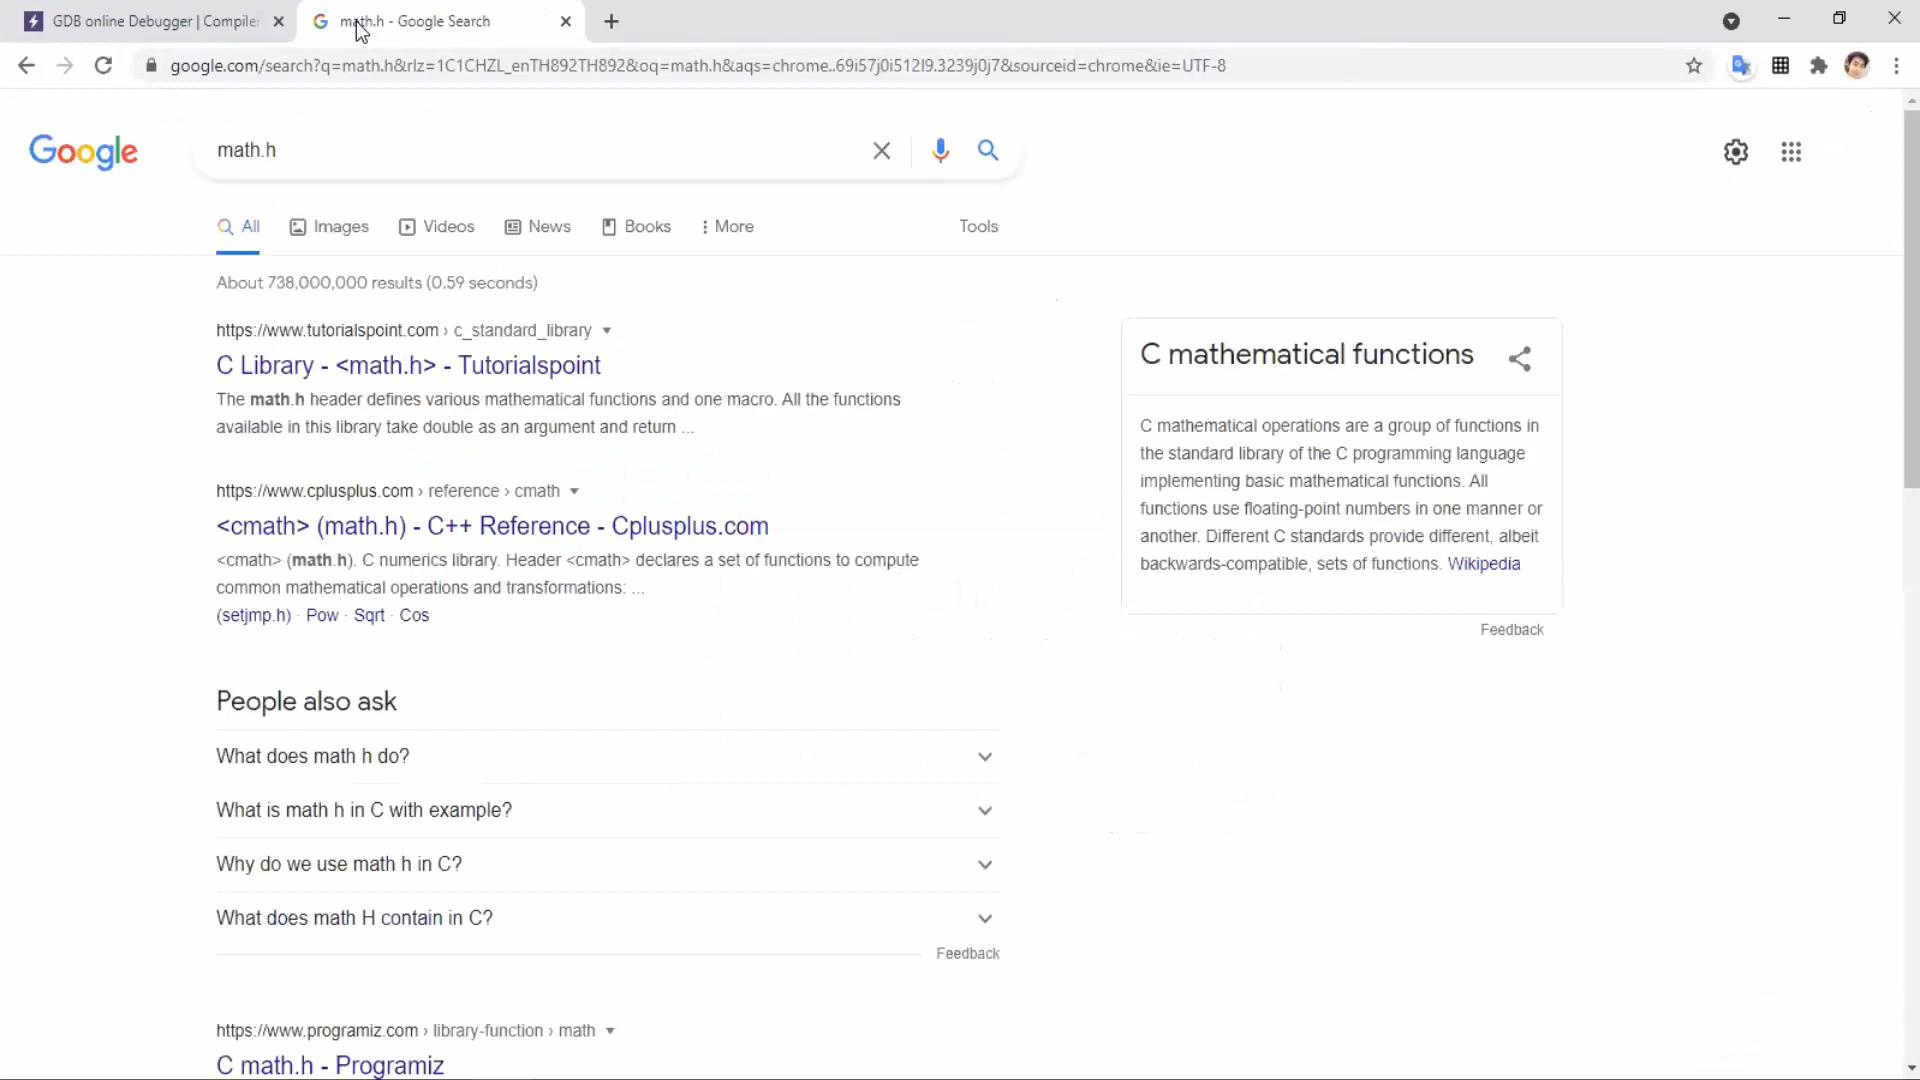 GDB online Debugger | Compiler
math.h - Google Search
google.com/search?q=math.h&rlz=1C1CHZL_enTH892TH892&oq=math.h&aqs=chrome..69i57j0i512l9.3239j0j7&sourceid=chrome&ie=UTF-8
Google
math.h
All Images Videos News Books More Tools
About 738,000,000 results (0.59 seconds)
https://www.tutorialspoint.com › c_standard_library
C Library - <math.h> - Tutorialspoint
The math.h header defines various mathematical functions and one macro. All the functions
available in this library take double as an argument and return ...
https://www.cplusplus.com › reference › cmath
<cmath> (math.h) - C++ Reference - Cplusplus.com
<cmath> (math.h). C numerics library. Header <cmath> declares a set of functions to compute
common mathematical operations and transformations: ...
(setjmp.h) · Pow · Sqrt · Cos
People also ask
What does math h do?
What is math h in C with example?
Why do we use math h in C?
What does math H contain in C?
Feedback
https://www.programiz.com › library-function › math
C math.h - Programiz
C mathematical functions
C mathematical operations are a group of functions in
the standard library of the C programming language
implementing basic mathematical functions. All
functions use floating-point numbers in one manner or
another. Different C standards provide different, albeit
backwards-compatible, sets of functions. Wikipedia
Feedback